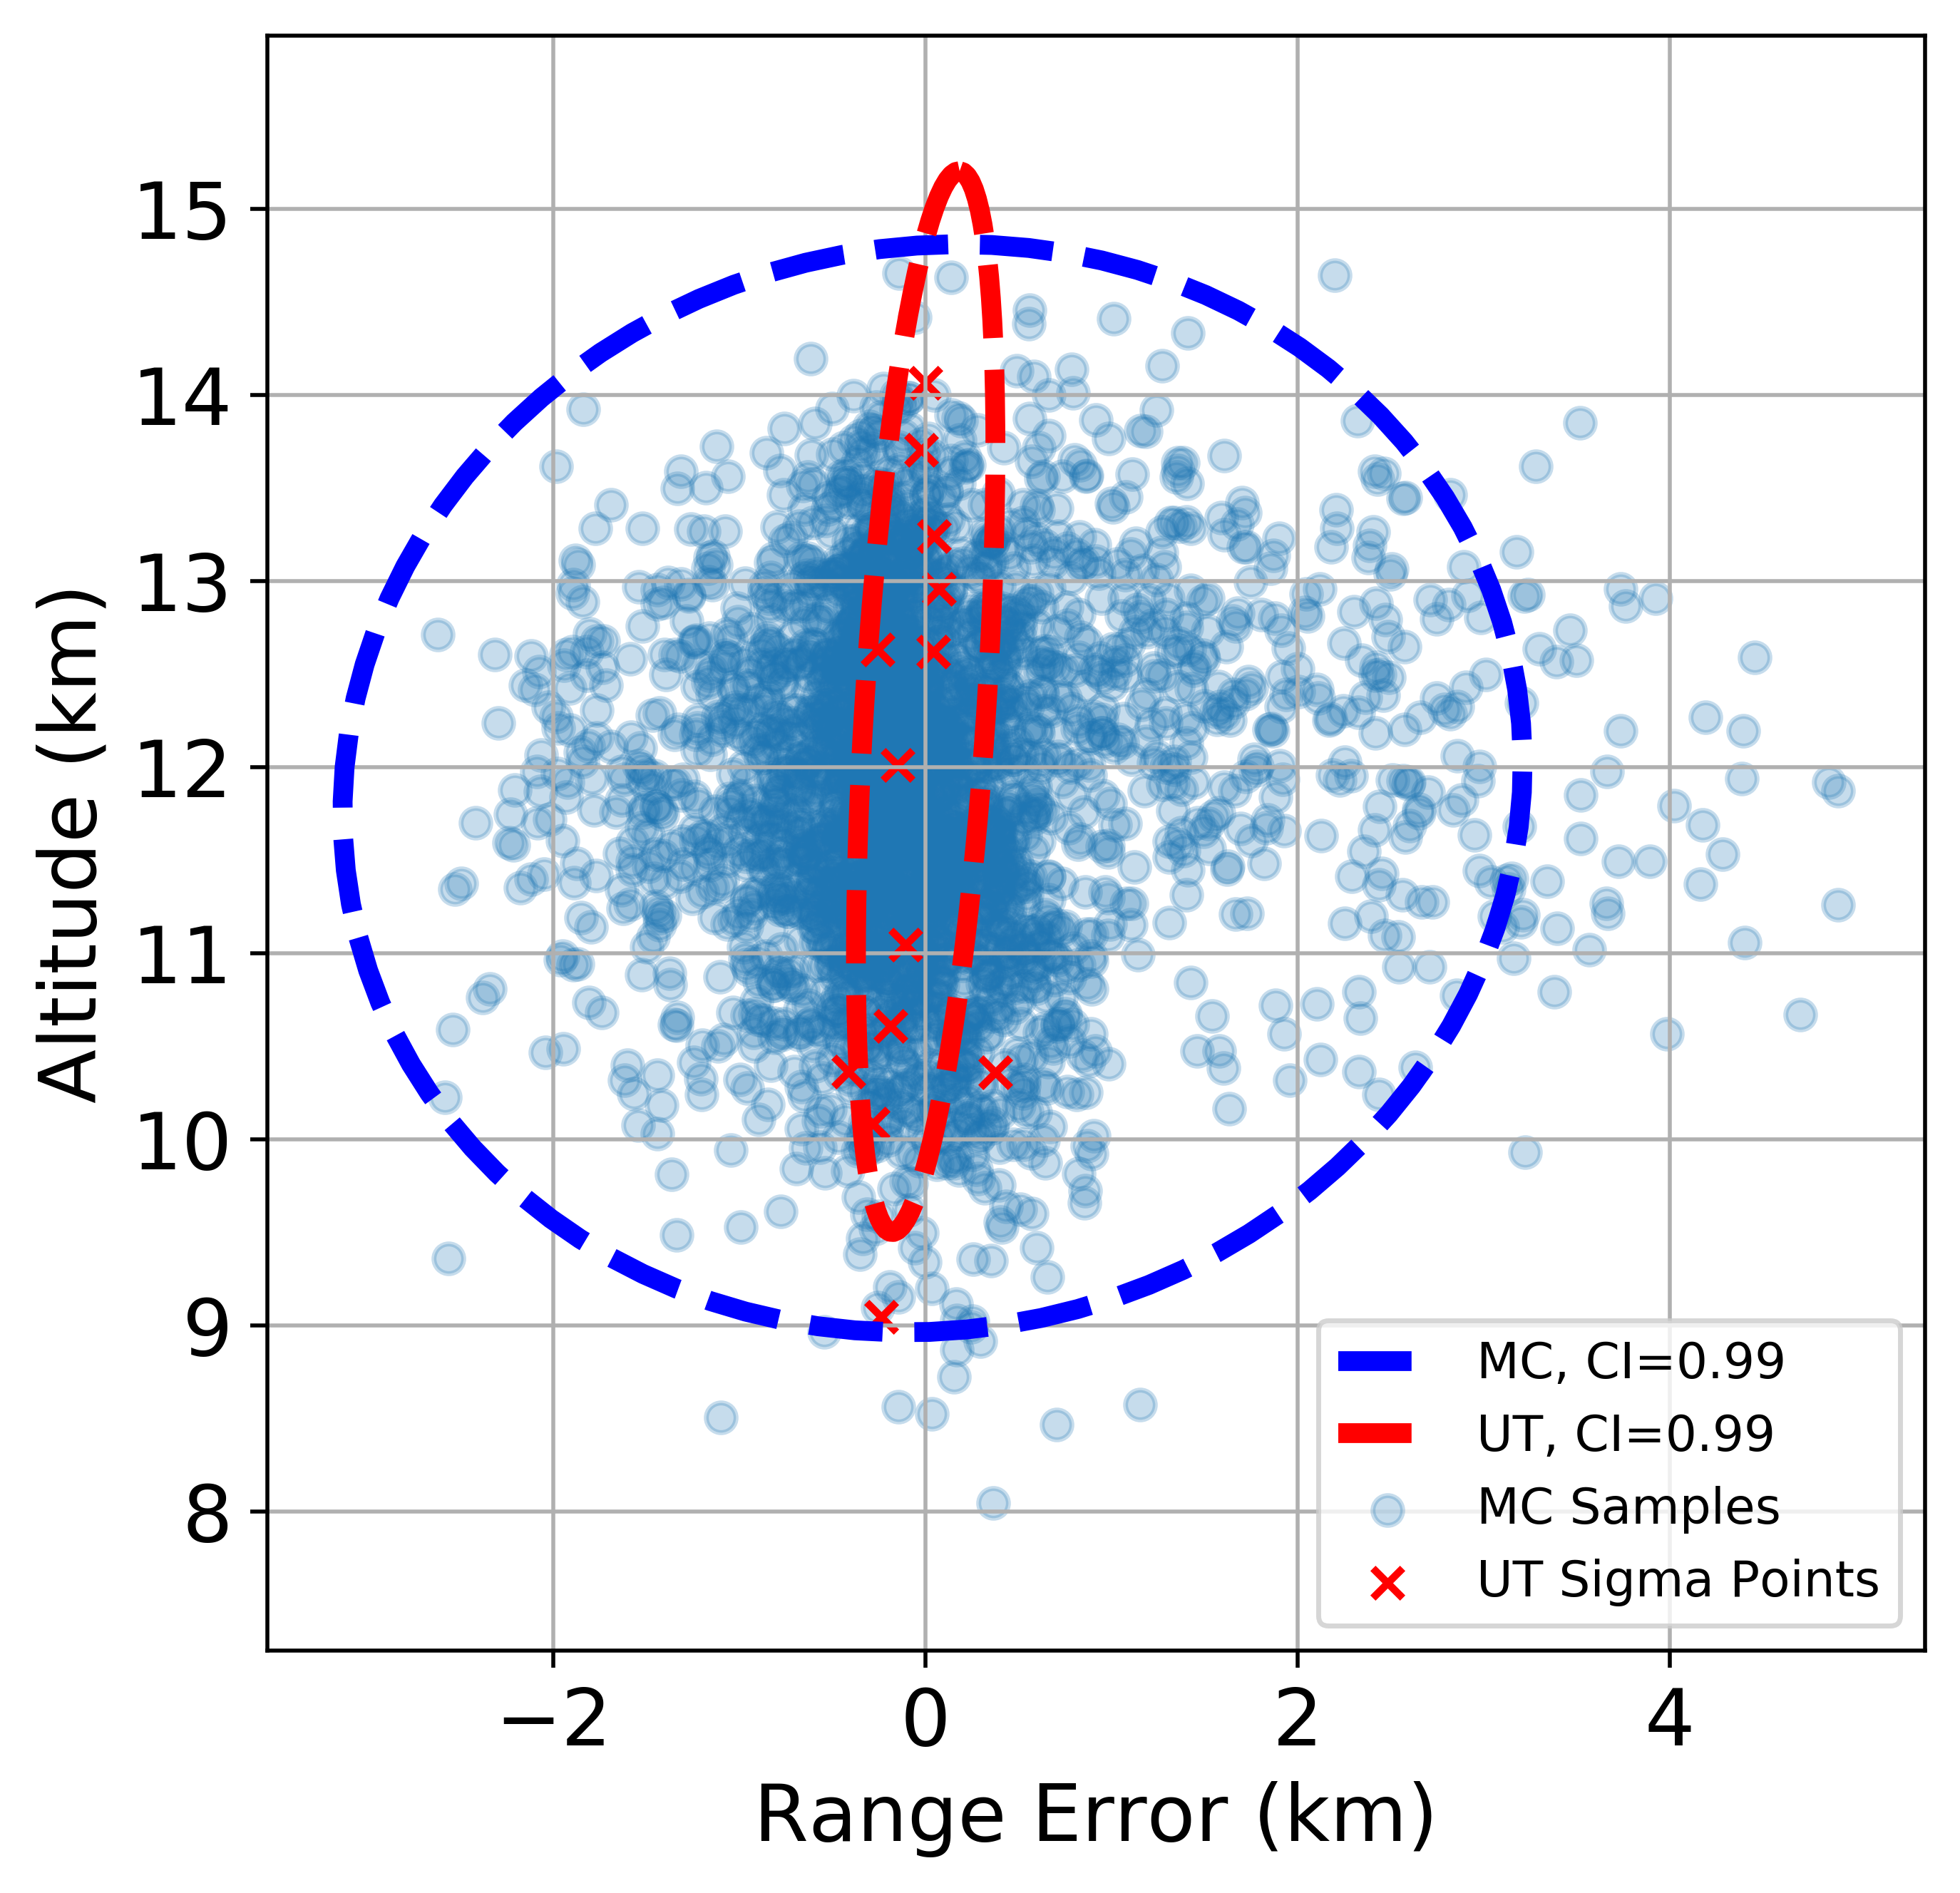 Altitude (km)
15
14
13
12
11
10
9
8
MC, CI=0.99
UT, CI=0.99
MC Samples
UT Sigma Points
−2
0
2
4
Range Error (km)